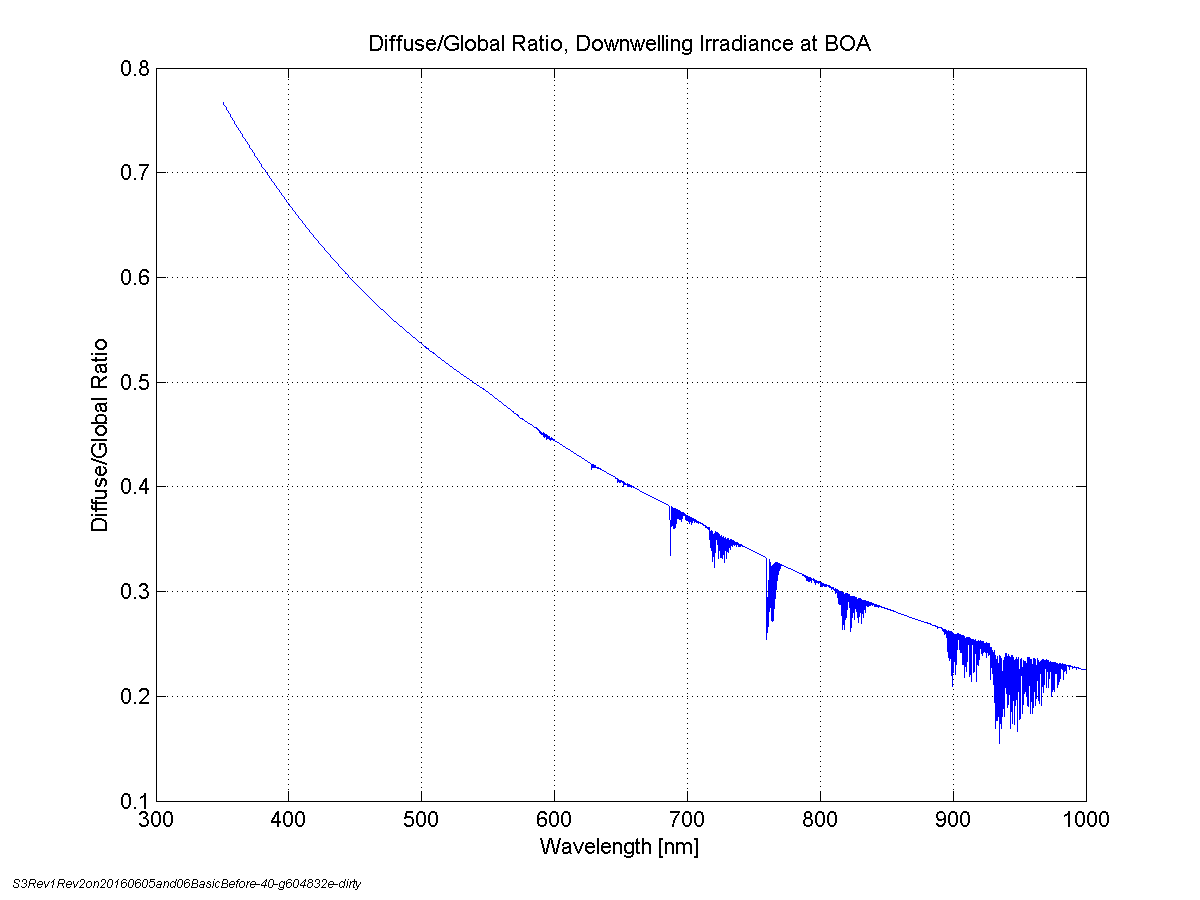 Diffuse/Global Ratio, Downwelling Irradiance at BOA
0.8
0.7
0.6
0.5
0.4
0.3
0.2
0.1
Diffuse/Global Ratio
300 400 500 600 700 800 900 1000
Wavelength [nm]
S3Rev1Rev2on20160605and06BasicBefore-40-g604832e-dirty